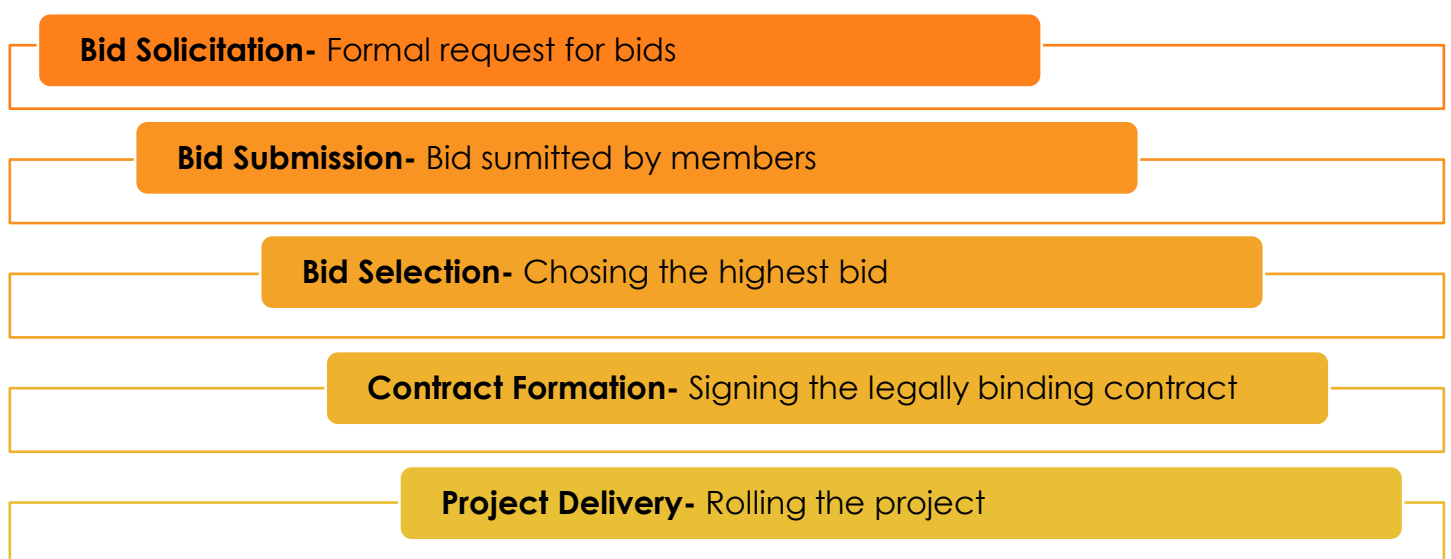 Bid Solicitation- Formal request for bids
Bid Submission- Bid sumitted by members
Bid Selection- Chosing the highest bid
Contract Formation- Signing the legally binding contract
Project Delivery- Rolling the project